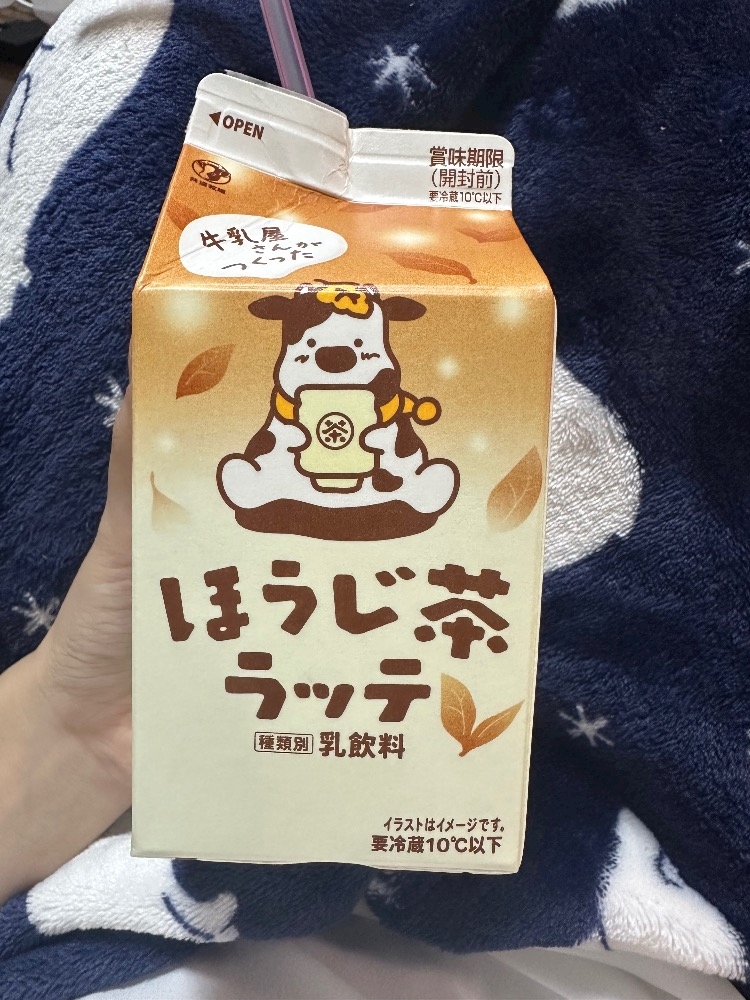 ◀OPEN
賞味期限
(開封前)
要冷蔵10℃以下
牛乳屋
さんが
つくった
茶
ほうじ茶
ラッテ
種類別 乳飲料
イラストはイメージです。
要冷蔵10℃以下